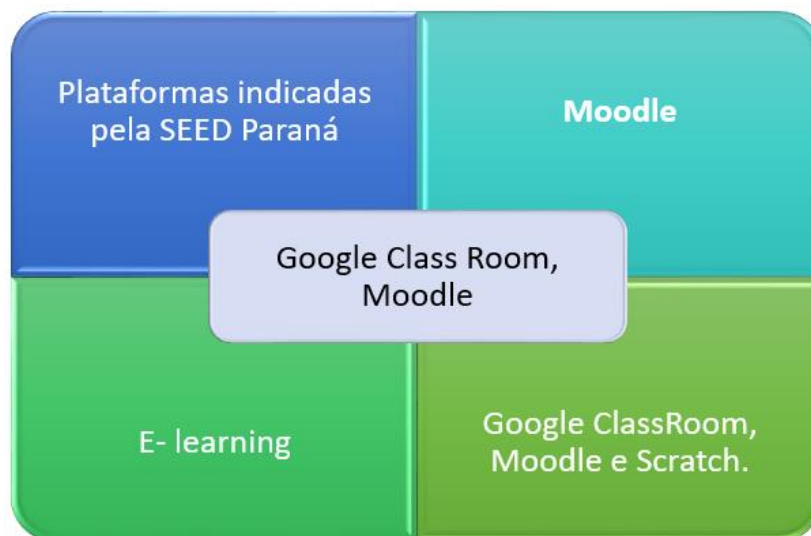 Plataformas indicadas
pela SEED Paraná
Moodle
Google Class Room,
Moodle
E- learning
Google ClassRoom,
Moodle e Scratch.